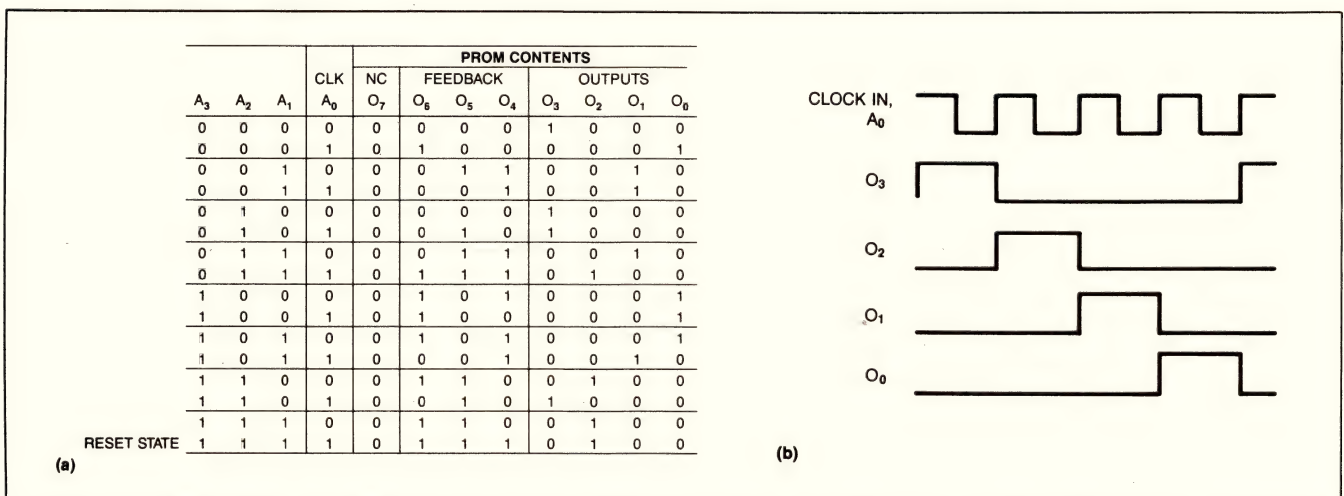 PROM CONTENTS
CLK NC FEEDBACK OUTPUTS
A₃ A₂ A₁ A₀ O₇ O₆ O₅ O₄ O₃ O₂ O₁ O₀
0 0 0 0 0 0 0 0 1 0 0 0
0 0 0 1 0 1 0 0 0 0 0 1
0 0 1 0 0 0 1 1 0 0 1 0
0 0 1 1 0 0 0 1 0 0 1 0
0 1 0 0 0 0 0 0 1 0 0 0
0 1 0 1 0 0 1 0 1 0 0 0
0 1 1 0 0 0 1 1 0 0 1 0
0 1 1 1 0 1 1 1 0 1 0 0
1 0 0 0 0 1 0 1 0 0 0 1
1 0 0 1 0 1 0 0 0 0 0 1
1 0 1 0 0 1 0 1 0 0 0 1
1 0 1 1 0 0 0 1 0 0 1 0
1 1 0 0 0 1 1 0 0 1 0 0
1 1 0 1 0 0 1 0 1 0 0 0
1 1 1 0 0 1 1 0 0 1 0 0
RESET STATE 1 1 1 1 0 1 1 1 0 1 0 0
(a)
CLOCK IN,
A₀
O₃
O₂
O₁
O₀
(b)